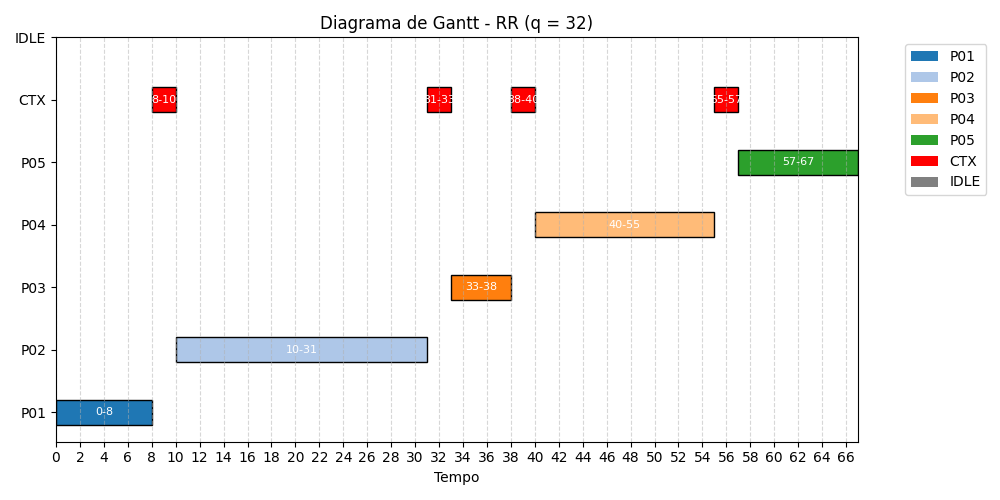 Diagrama de Gantt - RR (q = 32)
IDLE
CTX
8-10
31-33
38-40
55-57
P05
57-67
P04
40-55
P03
33-38
P02
10-31
P01
0-8
0 2 4 6 8 10 12 14 16 18 20 22 24 26 28 30 32 34 36 38 40 42 44 46 48 50 52 54 56 58 60 62 64 66
Tempo
P01
P02
P03
P04
P05
CTX
IDLE